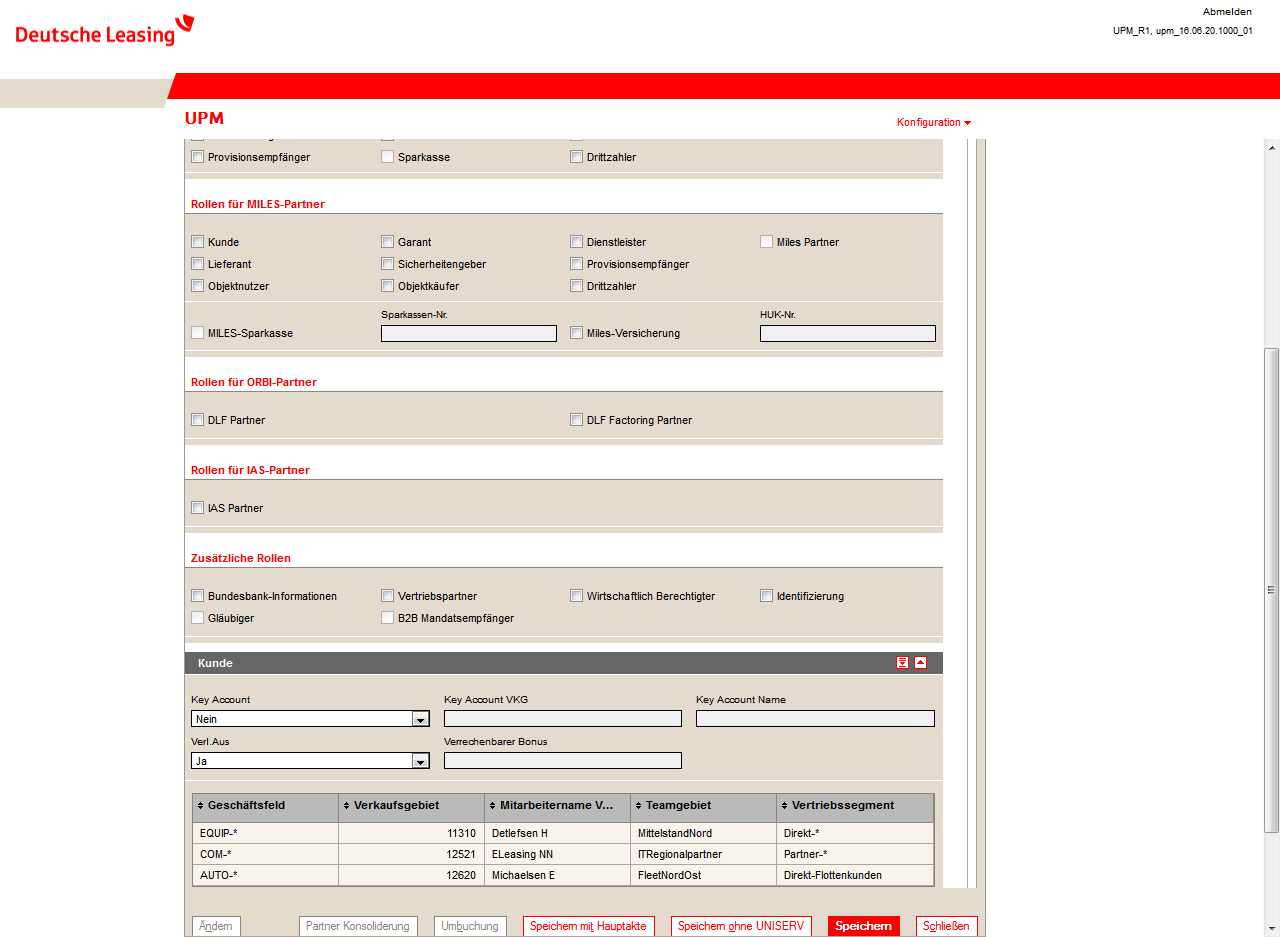 Deutsche Leasing
Abmelden
UPM_R1, upm_16.06.20.1000_01
UPM
Konfiguration
Provisionsempfänger Sparkasse Drittzahler
Rollen für MILES-Partner
Kunde Garant Dienstleister Miles Partner
Lieferant Sicherheitengeber Provisionsempfänger
Objektnutzer Objektkäufer Drittzahler
Sparkassen-Nr. HUK-Nr.
MILES-Sparkasse Miles-Versicherung
Rollen für ORBI-Partner
DLF Partner DLF Factoring Partner
Rollen für IAS-Partner
IAS Partner
Zusätzliche Rollen
Bundesbank-Informationen Vertriebspartner Wirtschaftlich Berechtigter Identifizierung
Gläubiger B2B Mandatsempfänger
Kunde
Key Account Key Account VKG Key Account Name
Nein
Verl.Aus Verrechenbarer Bonus
Ja
Geschäftsfeld Verkaufsgebiet Mitarbeitername V... Teamgebiet Vertriebssegment
EQUIP-* 11310 Detlefsen H MittelstandNord Direkt-*
COM-* 12521 ELeasing NN ITRegionalpartner Partner-*
AUTO-* 12620 Michaelsen E FleetNordOst Direkt-Flottenkunden
Ändern Partner Konsolidierung Umbuchung Speichern mit Hauptakte Speichern ohne UNISERV Speichern Schließen